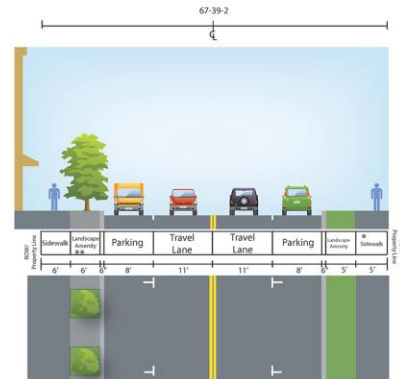 67-39-2
℄
ROW/
Property Line
Sidewalk
Landscape
Amenity
**
Parking
Travel
Lane
Travel
Lane
Parking
Landscape
Amenity
*
Sidewalk
Property Line
6' 6' 6" 8' 11' 11' 8' 6" 5' 5'